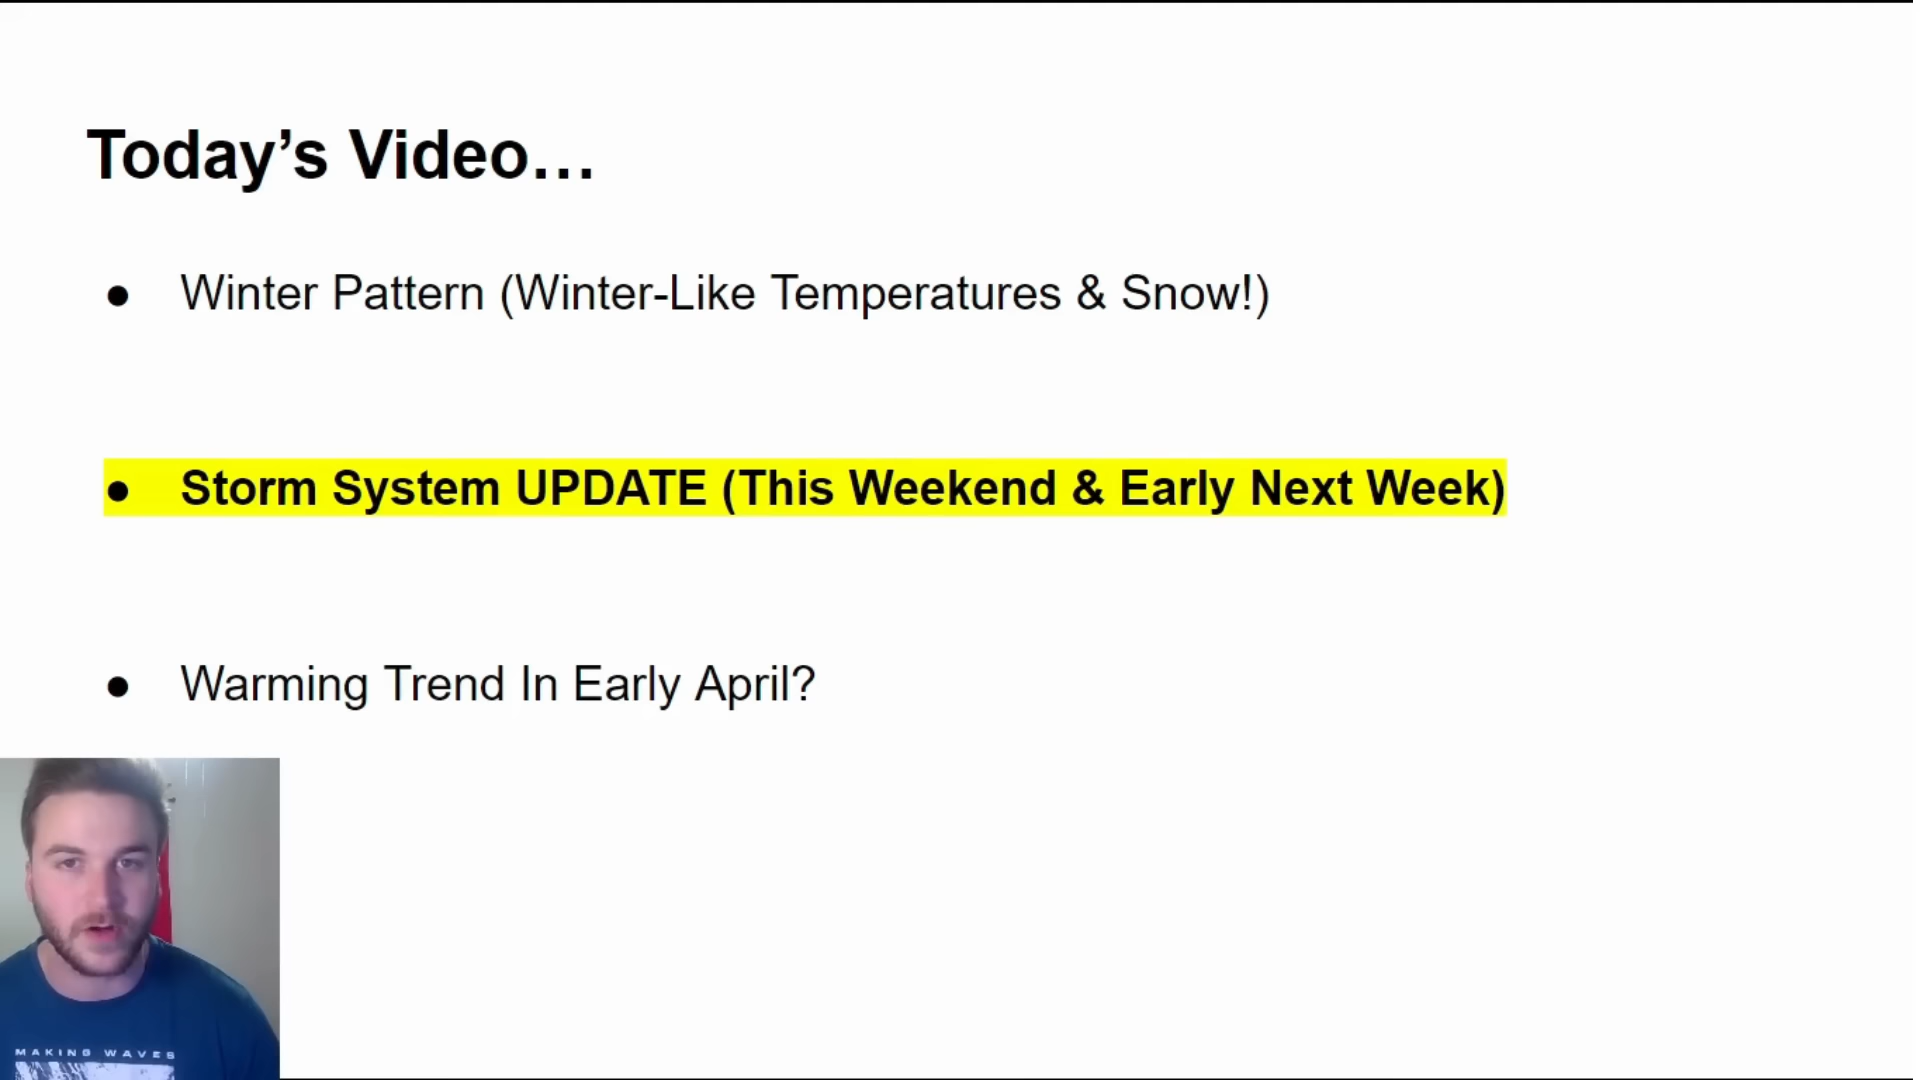 Today’s Video…
● Winter Pattern (Winter-Like Temperatures & Snow!)
● Storm System UPDATE (This Weekend & Early Next Week)
● Warming Trend In Early April?
MAKING WAVES